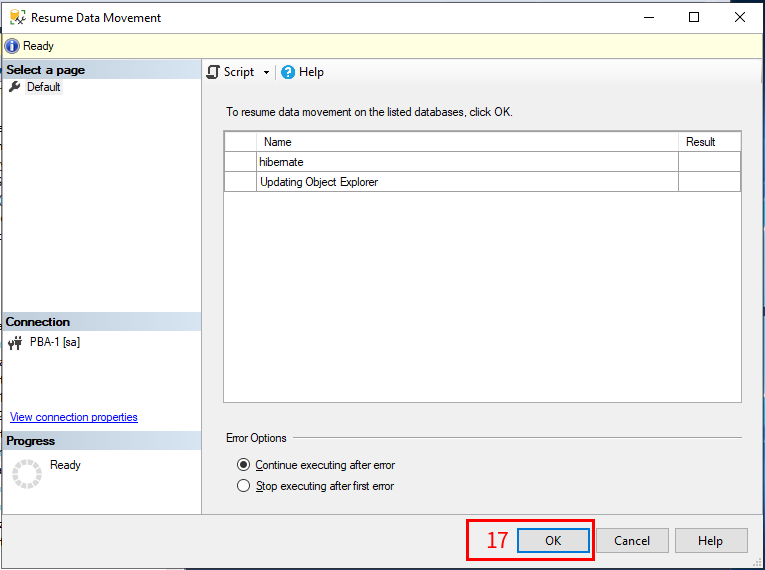 Resume Data Movement
Ready
Select a page
Default
Script
Help
To resume data movement on the listed databases, click OK.
Name Result
hibernate
Updating Object Explorer
Connection
PBA-1 [sa]
View connection properties
Progress
Ready
Error Options
Continue executing after error
Stop executing after first error
17 OK Cancel Help